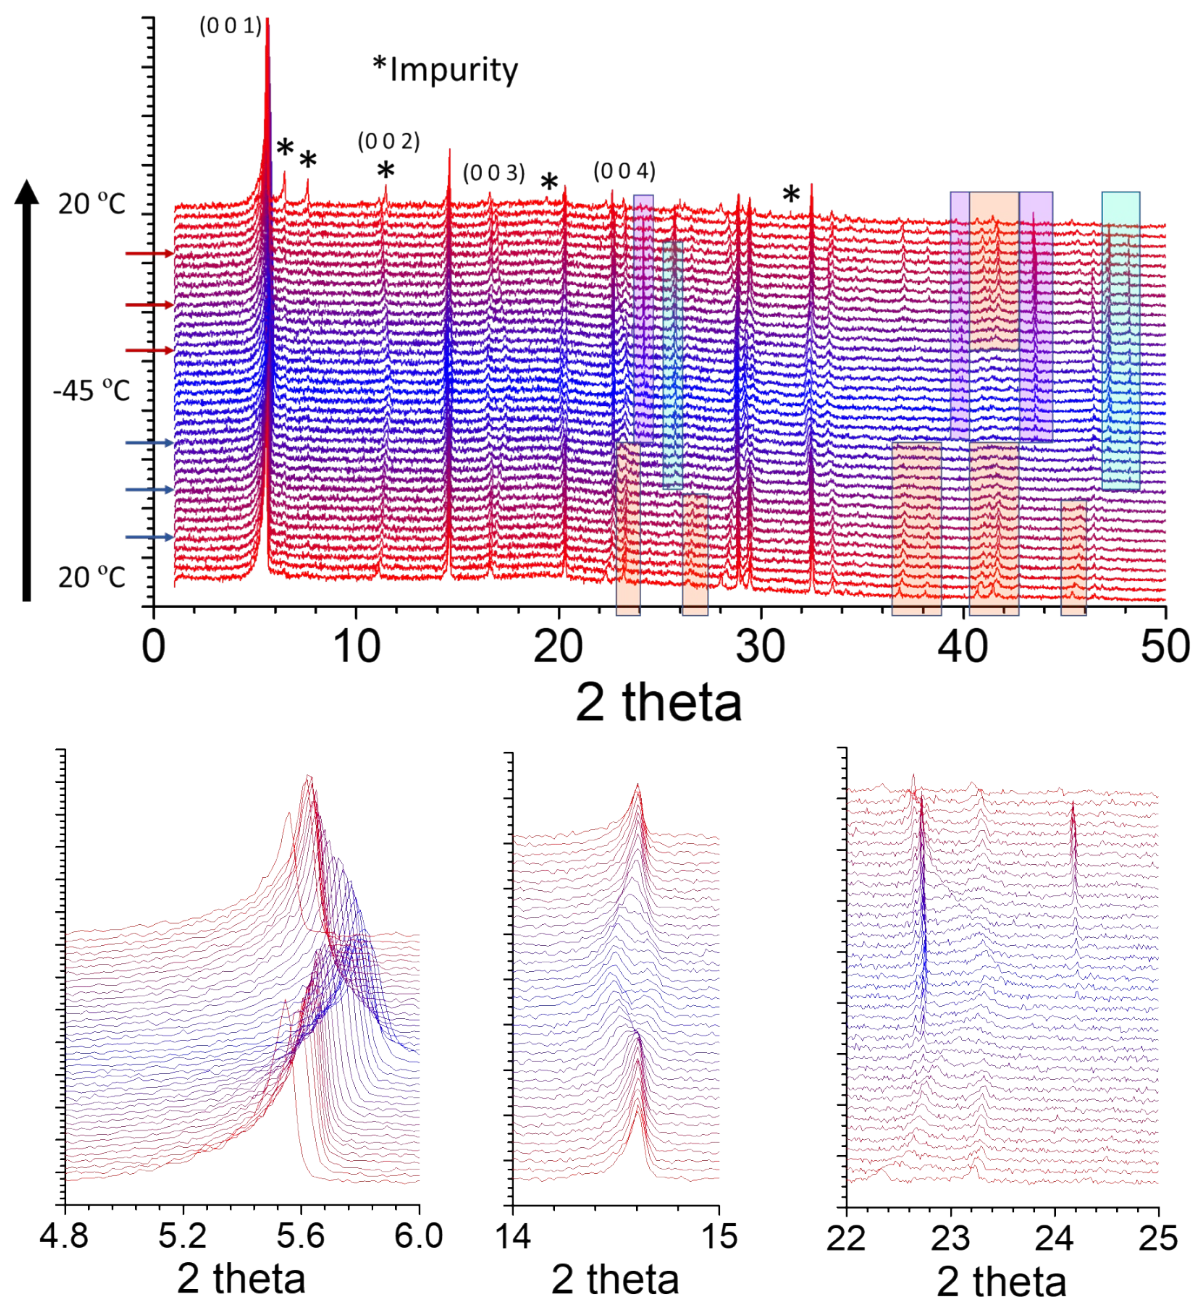 (0 0 1)
*Impurity
* * (0 0 2)
*
(0 0 3)
*
(0 0 4)
*
20 ºC
-45 ºC
20 ºC
0 10 20 30 40 50
2 theta
4.8 5.2 5.6 6.0
2 theta
14 15
2 theta
22 23 24 25
2 theta